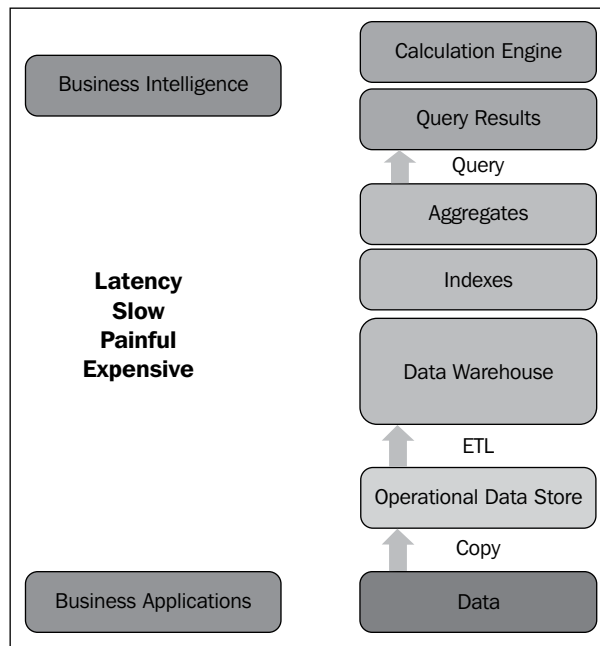 Business Intelligence
Latency
Slow
Painful
Expensive
Business Applications
Calculation Engine
Query Results
Query
Aggregates
Indexes
Data Warehouse
ETL
Operational Data Store
Copy
Data